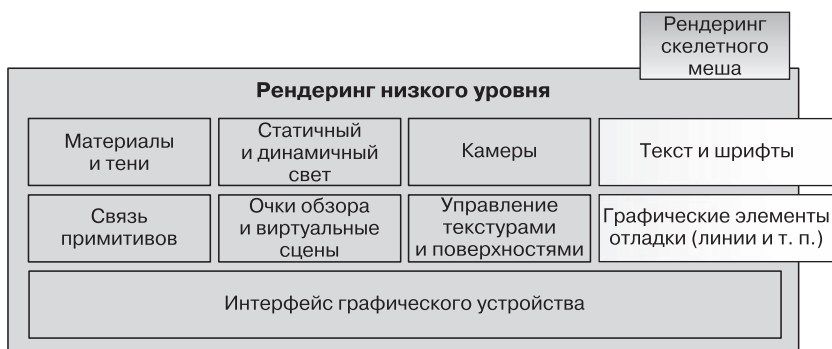 Рендеринг
скелетного
меша
Рендеринг низкого уровня
Материалы
и тени
Статичный
и динамичный
свет
Камеры
Текст и шрифты
Связь
примитивов
Очки обзора
и виртуальные
сцены
Управление
текстурами
и поверхностями
Графические элементы
отладки (линии и т. п.)
Интерфейс графического устройства